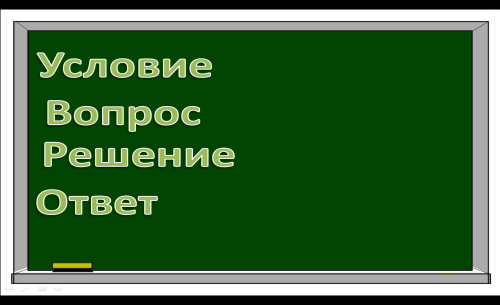 Условие
Вопрос
Решение
Ответ